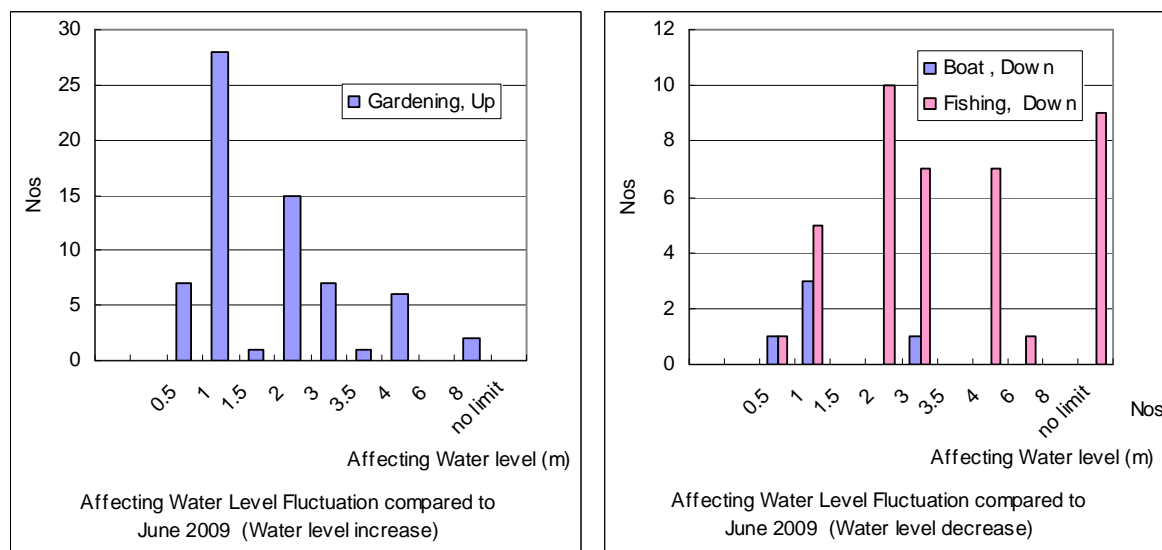 30
25
20
15
10
5
0
Nos
Gardening, Up
0.5
1
1.5
2
3
3.5
4
6
8
no limit
Affecting Water level (m)
Affecting Water Level Fluctuation compared to
June 2009 (Water level increase)
12
10
8
6
4
2
0
Nos
Boat , Down
Fishing, Down
0.5
1
1.5
2
3
3.5
4
6
8
no limit
Nos
Affecting Water level (m)
Affecting Water Level Fluctuation compared to
June 2009 (Water level decrease)